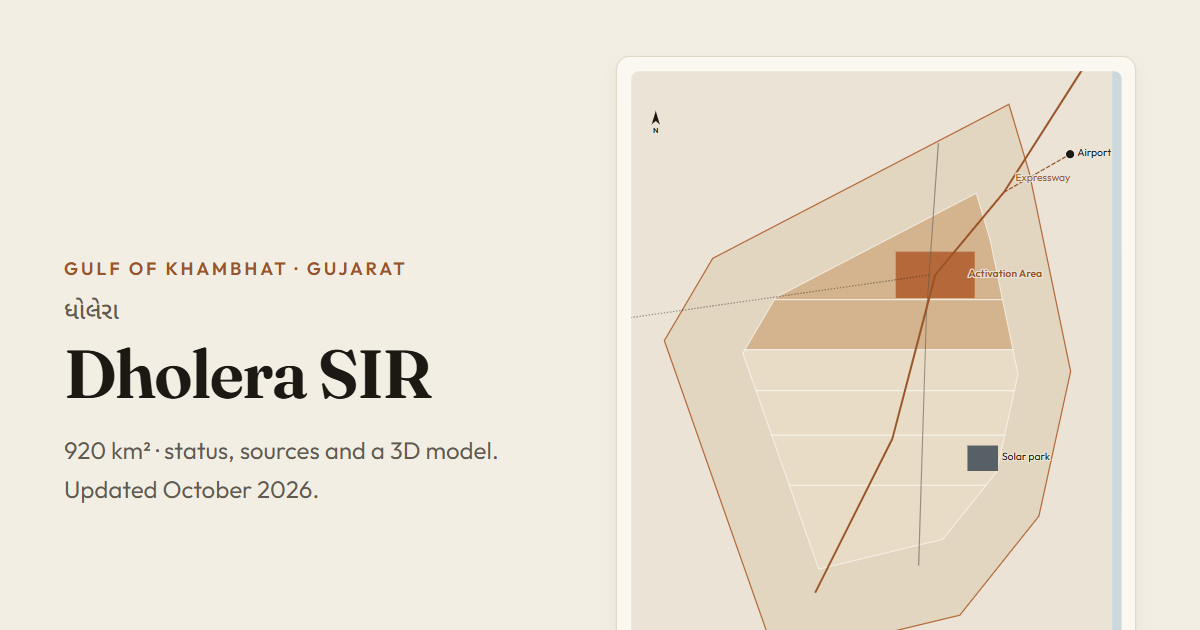 GULF OF KHAMBHAT · GUJARAT
ધોલેરા
Dholera SIR
920 km² · status, sources and a 3D model.
Updated October 2026.
N
Airport
Expressway
Activation Area
Solar park